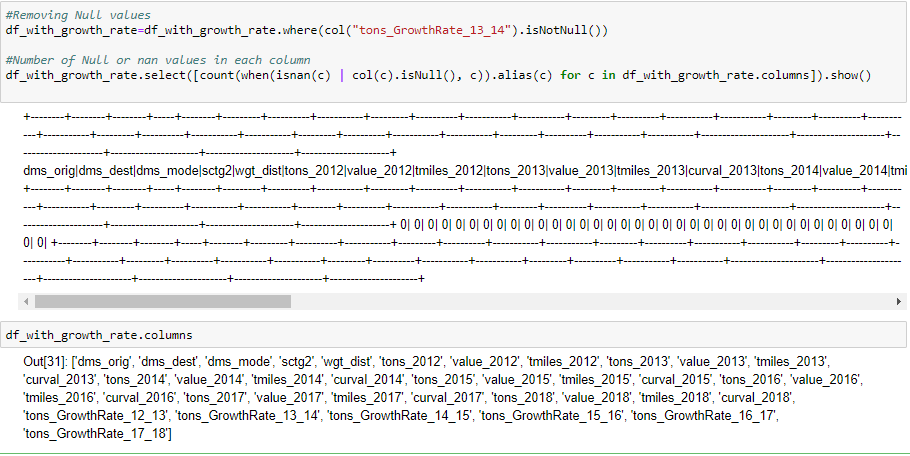 #Removing Null values
df_with_growth_rate=df_with_growth_rate.where(col("tons_GrowthRate_13_14").isNotNull())
#Number of Null or nan values in each column
df_with_growth_rate.select([count(when(isnan(c) | col(c).isNull(), c)).alias(c) for c in df_with_growth_rate.columns]).show()
+--------+--------+--------+-----+--------+---------+----------+-----------+---------+----------+-----------+-----------+---------+----------+--------
---+-----------+---------+----------+-----------+-----------+---------+----------+-----------+-----------+---------+----------+-----------+---------------------+--
-------------------+---------------------+---------------------+---------------------+
dms_orig|dms_dest|dms_mode|sctg2|wgt_dist|tons_2012|value_2012|tmiles_2012|tons_2013|value_2013|tmiles_2013|curval_2013|tons_2014|value_2014|tmi
+--------+--------+--------+-----+--------+---------+----------+-----------+---------+----------+-----------+-----------+---------+----------+--------
---+-----------+---------+----------+-----------+-----------+---------+----------+-----------+-----------+---------+----------+-----------+---------------------+--
-------------------+---------------------+---------------------+---------------------+ 0| 0| 0| 0| 0| 0| 0| 0| 0| 0| 0| 0| 0| 0| 0| 0| 0| 0| 0| 0| 0| 0| 0| 0| 0| 0| 0| 0| 0| 0| 0| 0| 0| 0| 0| 0|
0| 0| +--------+--------+--------+-----+--------+---------+----------+-----------+---------+----------+-----------+-----------+---------+----------+-
----------+-----------+---------+----------+-----------+-----------+---------+----------+-----------+-----------+---------+----------+-----------+------------------
---+---------------------+---------------------+---------------------+---------------------+
df_with_growth_rate.columns
Out[31]: ['dms_orig', 'dms_dest', 'dms_mode', 'sctg2', 'wgt_dist', 'tons_2012', 'value_2012', 'tmiles_2012', 'tons_2013', 'value_2013', 'tmiles_2013',
'curval_2013', 'tons_2014', 'value_2014', 'tmiles_2014', 'curval_2014', 'tons_2015', 'value_2015', 'tmiles_2015', 'curval_2015', 'tons_2016', 'value_2016',
'tmiles_2016', 'curval_2016', 'tons_2017', 'value_2017', 'tmiles_2017', 'curval_2017', 'tons_2018', 'value_2018', 'tmiles_2018', 'curval_2018',
'tons_GrowthRate_12_13', 'tons_GrowthRate_13_14', 'tons_GrowthRate_14_15', 'tons_GrowthRate_15_16', 'tons_GrowthRate_16_17',
'tons_GrowthRate_17_18']